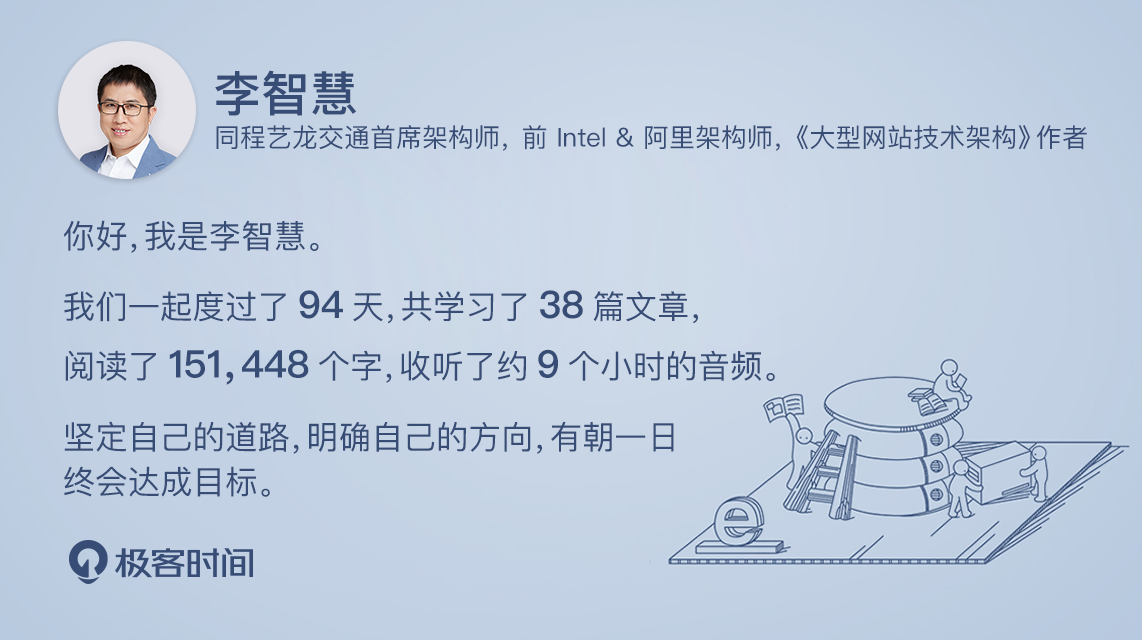 李智慧
同程艺龙交通首席架构师，前 Intel & 阿里架构师，《大型网站技术架构》作者
你好，我是李智慧。
我们一起度过了 94 天，共学习了 38 篇文章，
阅读了 151,448 个字，收听了约 9 个小时的音频。
坚定自己的道路，明确自己的方向，有朝一日
终会达成目标。
e
极客时间